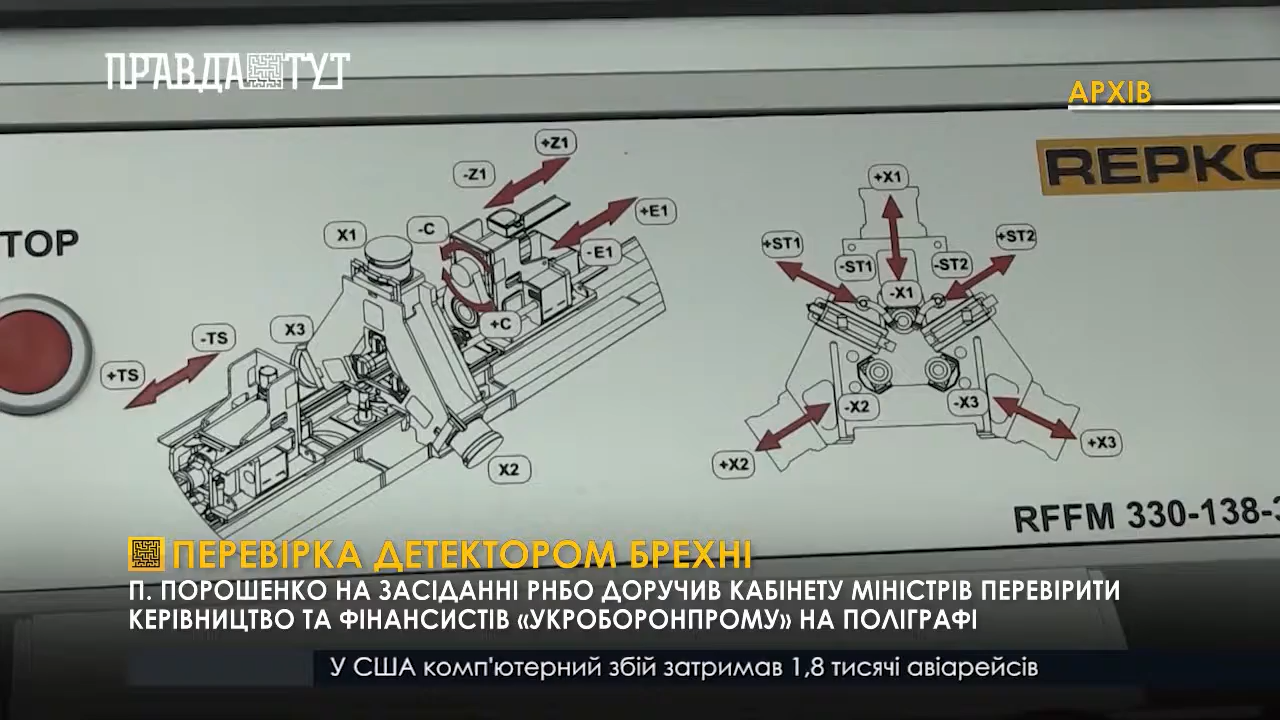 ПРАВДА ТУТ
АРХІВ
REPKO
TOP
+Z1
-Z1
+E1
-E1
X1
-C
+C
X3
-TS
+TS
X2
+X1
+ST1
-ST1
-ST2
+ST2
-X1
-X2
-X3
+X2
+X3
RFFM 330-138-3
ПЕРЕВІРКА ДЕТЕКТОРОМ БРЕХНІ
П. ПОРОШЕНКО НА ЗАСІДАННІ РНБО ДОРУЧИВ КАБІНЕТУ МІНІСТРІВ ПЕРЕВІРИТИ
КЕРІВНИЦТВО ТА ФІНАНСИСТІВ «УКРОБОРОНПРОМУ» НА ПОЛІГРАФІ
У США комп'ютерний збій затримав 1,8 тисячі авіарейсів